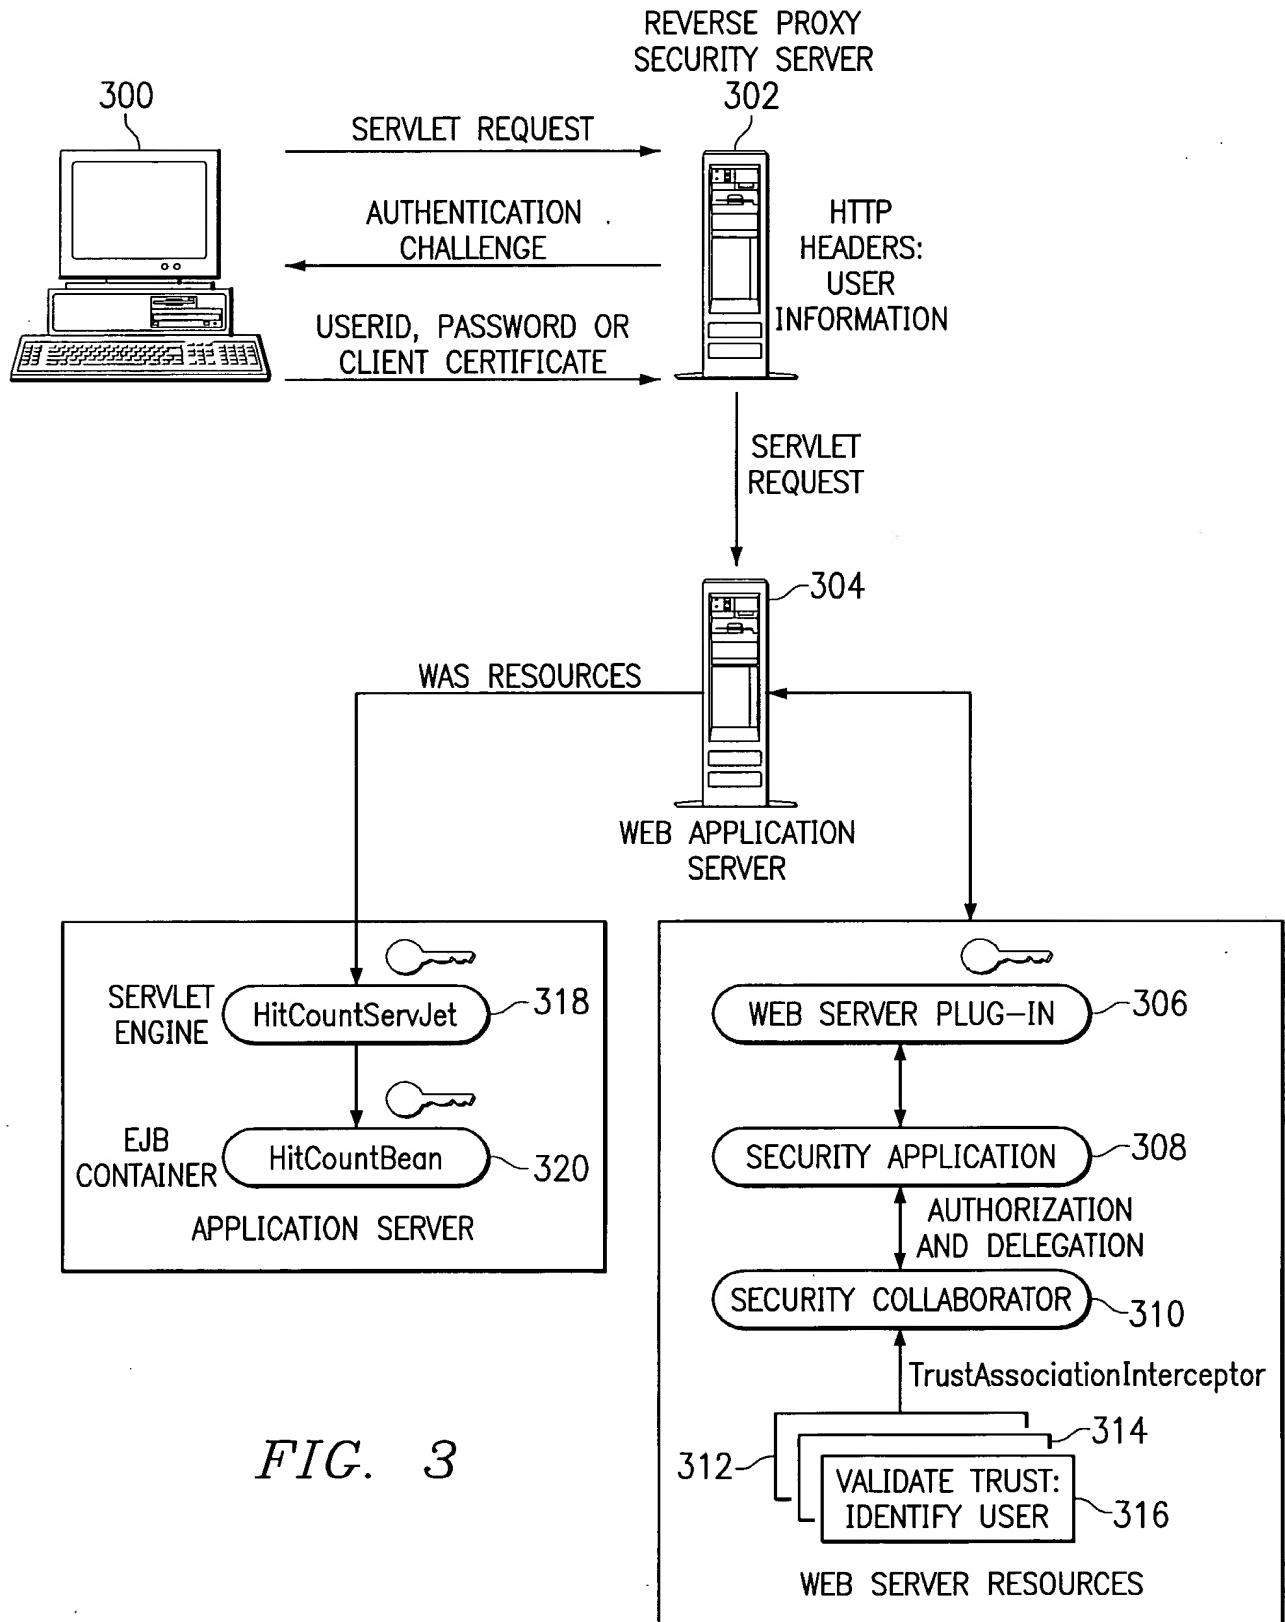 REVERSE PROXY
SECURITY SERVER
300
302
SERVLET REQUEST
AUTHENTICATION
CHALLENGE
HTTP
HEADERS:
USER
INFORMATION
USERID, PASSWORD OR
CLIENT CERTIFICATE
SERVLET
REQUEST
304
WAS RESOURCES
WEB APPLICATION
SERVER
SERVLET
ENGINE
HitCountServJet
318
EJB
CONTAINER
HitCountBean
320
APPLICATION SERVER
WEB SERVER PLUG-IN
306
SECURITY APPLICATION
308
AUTHORIZATION
AND DELEGATION
SECURITY COLLABORATOR
310
TrustAssociationInterceptor
312
314
VALIDATE TRUST:
IDENTIFY USER
316
WEB SERVER RESOURCES
FIG. 3